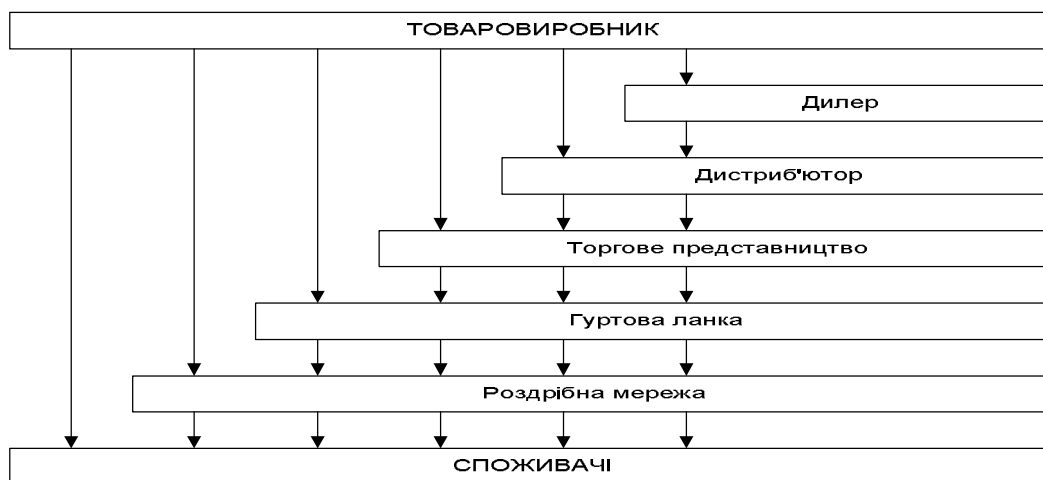 ТОВАРОВИРОБНИК
Дилер
Дистриб'ютор
Торгове представництво
Гуртова ланка
Роздрібна мережа
СПОЖИВАЧІ